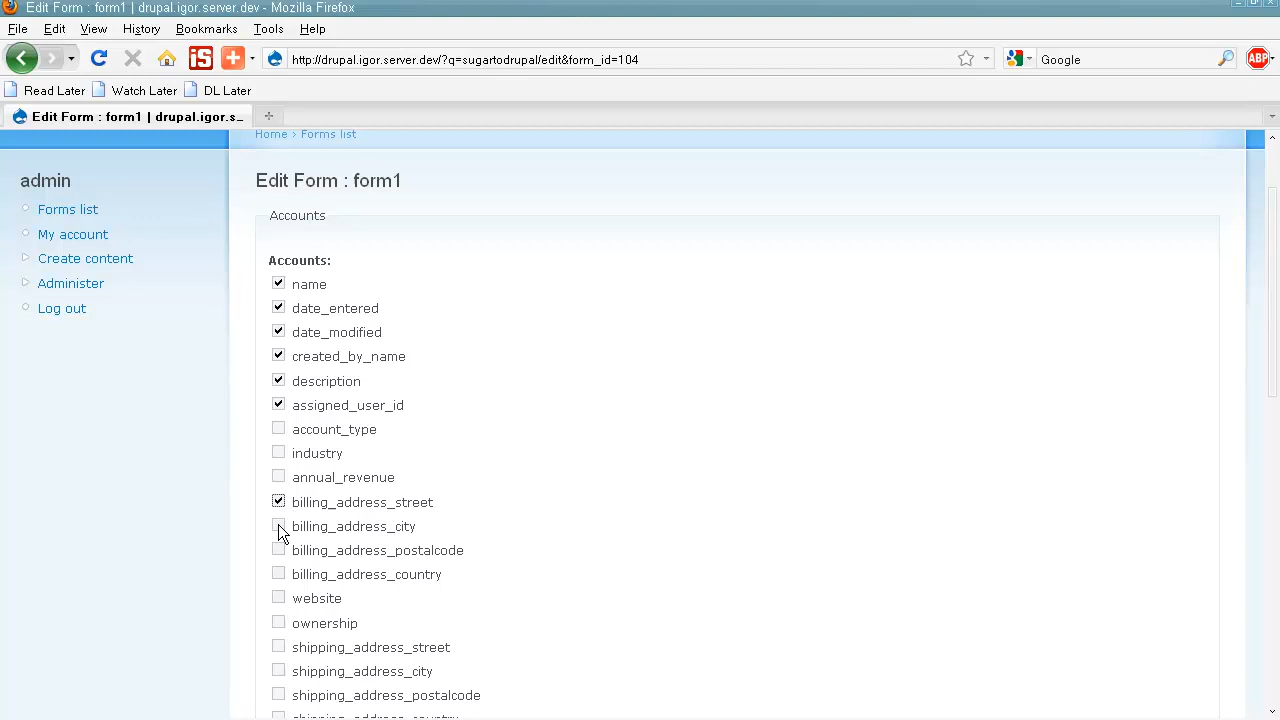 Edit Form : form1 | drupal.igor.server.dev - Mozilla Firefox
File Edit View History Bookmarks Tools Help
iS http://drupal.igor.server.dev/?q=sugartodrupal/edit&form_id=104 Google ABP
Read Later Watch Later DL Later
Edit Form : form1 | drupal.igor.s...
Home › Forms list
admin
Forms list
My account
Create content
Administer
Log out
Edit Form : form1
Accounts
Accounts:
name
date_entered
date_modified
created_by_name
description
assigned_user_id
account_type
industry
annual_revenue
billing_address_street
billing_address_city
billing_address_postalcode
billing_address_country
website
ownership
shipping_address_street
shipping_address_city
shipping_address_postalcode